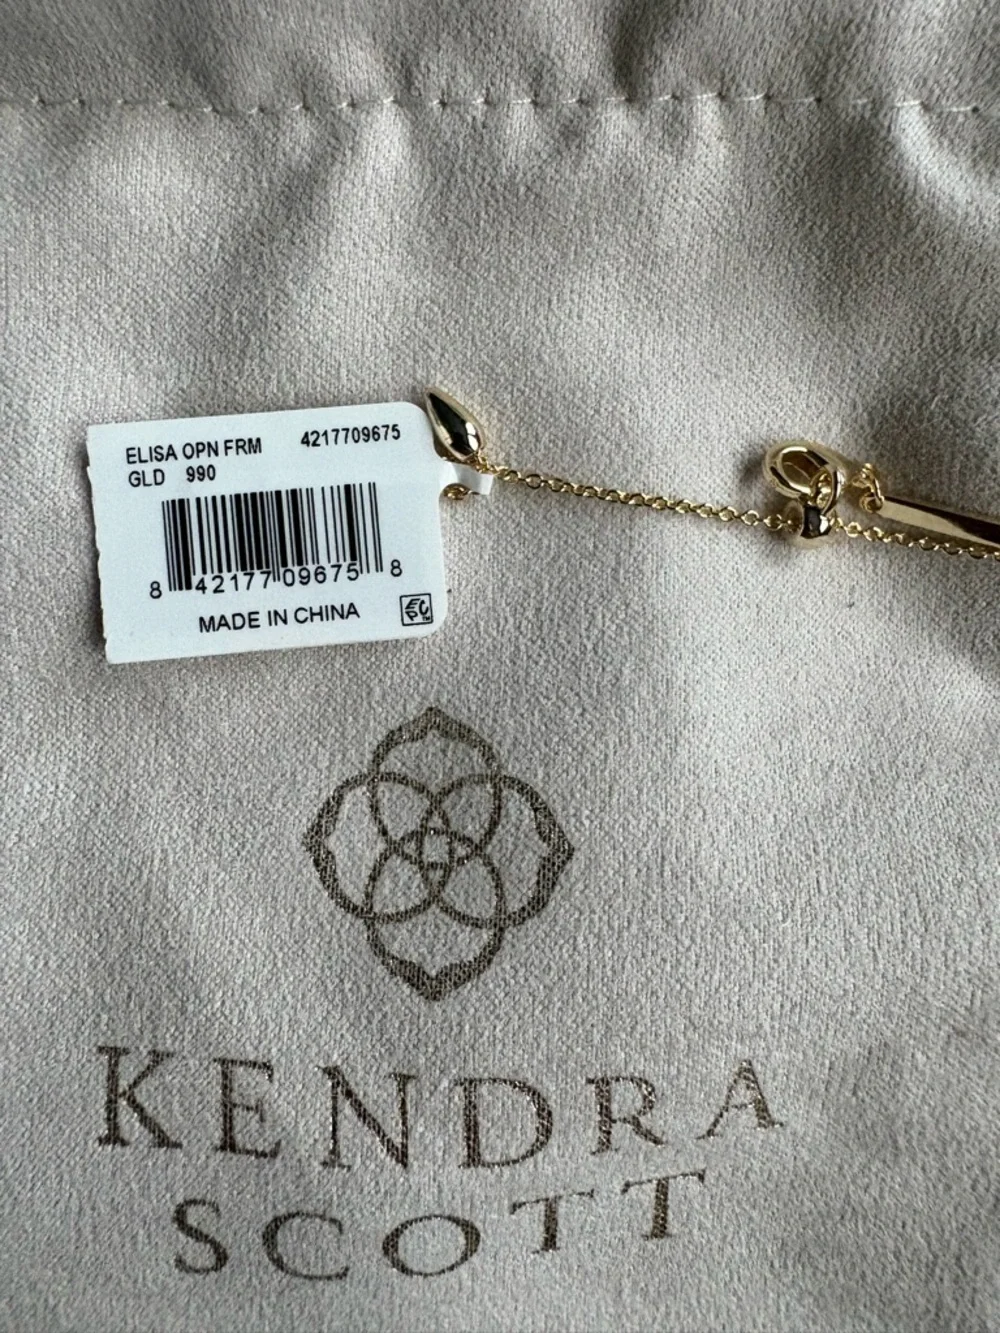 ELISA OPN FRM 4217709675
GLD 990
8 42177 09675 8
MADE IN CHINA
KENDRA
SCOTT